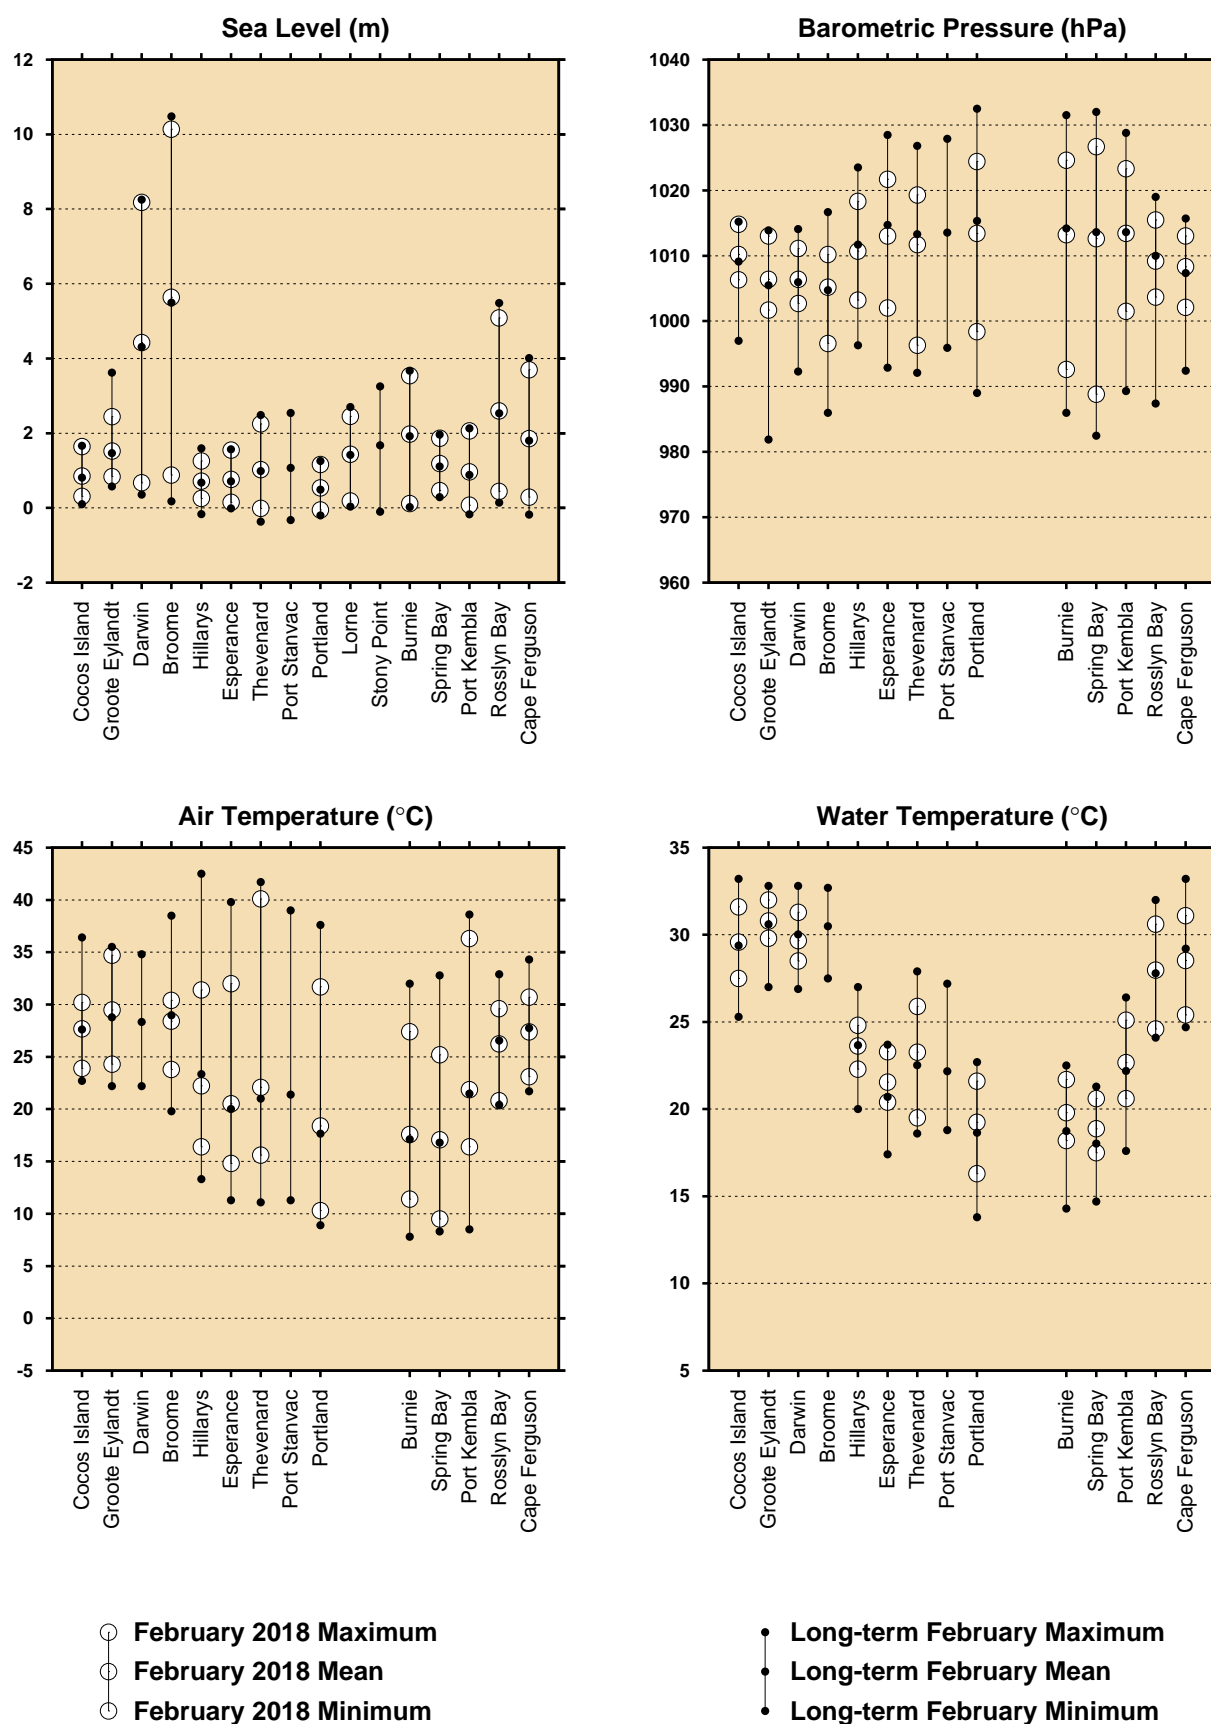 Sea Level (m)
12
10
8
6
4
2
0
-2
Cocos Island
Groote Eylandt
Darwin
Broome
Hillarys
Esperance
Thevenard
Port Stanvac
Portland
Lorne
Stony Point
Burnie
Spring Bay
Port Kembla
Rosslyn Bay
Cape Ferguson
Barometric Pressure (hPa)
1040
1030
1020
1010
1000
990
980
970
960
Cocos Island
Groote Eylandt
Darwin
Broome
Hillarys
Esperance
Thevenard
Port Stanvac
Portland
Burnie
Spring Bay
Port Kembla
Rosslyn Bay
Cape Ferguson
Air Temperature (°C)
45
40
35
30
25
20
15
10
5
0
-5
Cocos Island
Groote Eylandt
Darwin
Broome
Hillarys
Esperance
Thevenard
Port Stanvac
Portland
Burnie
Spring Bay
Port Kembla
Rosslyn Bay
Cape Ferguson
Water Temperature (°C)
35
30
25
20
15
10
5
Cocos Island
Groote Eylandt
Darwin
Broome
Hillarys
Esperance
Thevenard
Port Stanvac
Portland
Burnie
Spring Bay
Port Kembla
Rosslyn Bay
Cape Ferguson
February 2018 Maximum
February 2018 Mean
February 2018 Minimum
Long-term February Maximum
Long-term February Mean
Long-term February Minimum